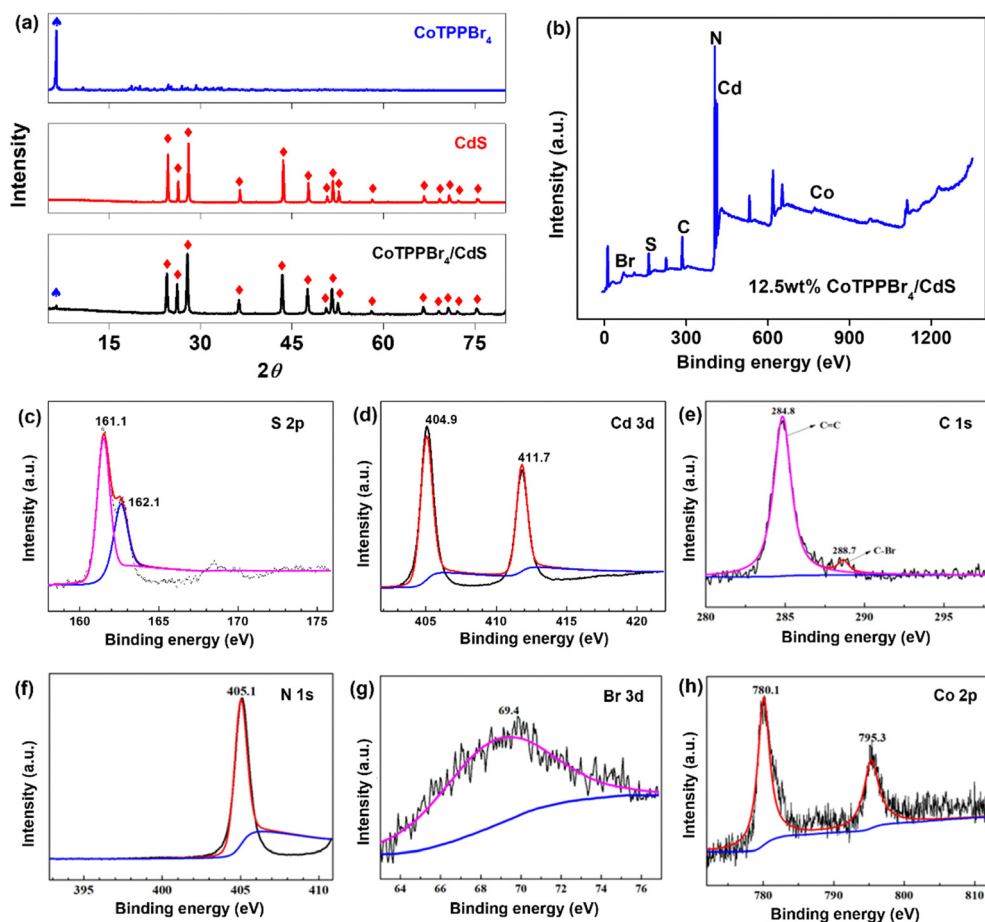 (a)
CoTPPBr4
CdS
CoTPPBr4/CdS
Intensity
15 30 45 60 75
2θ
(b)
N
Cd
Br
S
C
Co
12.5wt% CoTPPBr4/CdS
Intensity (a.u.)
0 300 600 900 1200
Binding energy (eV)
(c)
161.1
S 2p
162.1
Intensity (a.u.)
160 165 170 175
Binding energy (eV)
(d)
404.9
Cd 3d
411.7
Intensity (a.u.)
405 410 415 420
Binding energy (eV)
(e)
284.8
C 1s
C=C
288.7
C-Br
Intensity (a.u.)
280 285 290 295
Binding energy (eV)
(f)
405.1
N 1s
Intensity (a.u.)
395 400 405 410
Binding energy (eV)
(g)
Br 3d
69.4
Intensity (a.u.)
64 66 68 70 72 74 76
Binding energy (eV)
(h)
780.1
Co 2p
795.3
Intensity (a.u.)
780 790 800 810
Binding energy (eV)